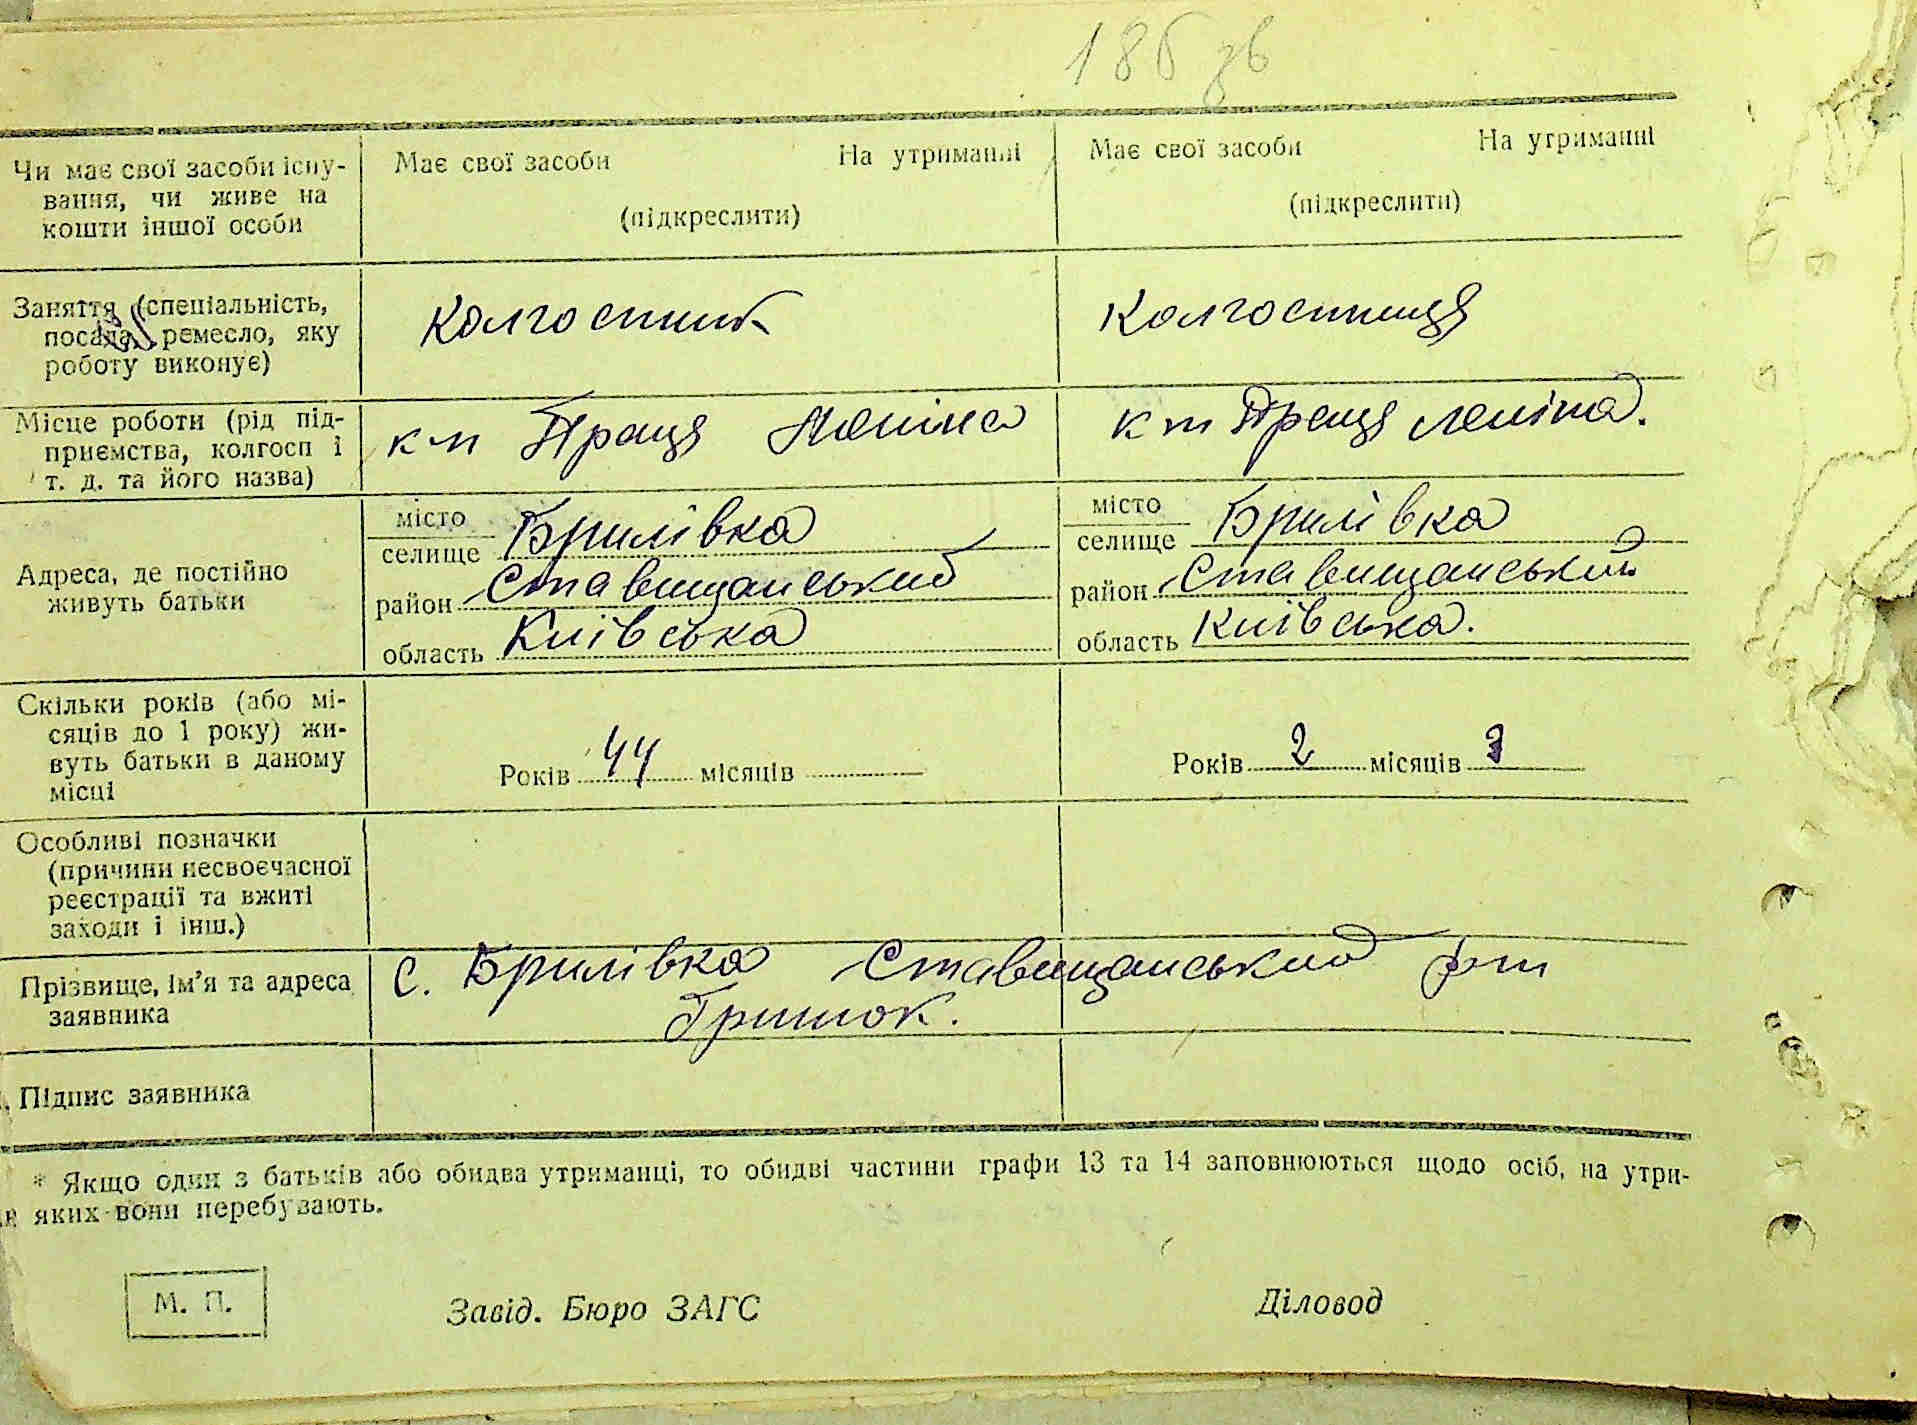 186 зв
Чи має свої засоби існу-
вання, чи живе на
кошти іншої особи
Має свої засоби На утриманні
(підкреслити)
Має свої засоби На утриманні
(підкреслити)
Заняття (спеціальність,
посада, ремесло, яку
роботу виконує)
Колгоспник
Колгоспниця
Місце роботи (рід під-
приємства, колгосп і
т. д. та його назва)
кп Праця Леніна
кп Праця Леніна.
Адреса, де постійно
живуть батьки
місто
селище Брилівка
район Ставищанський
область Київська
місто
селище Брилівка
район Ставищанський
область Київська.
Скільки років (або мі-
сяців до 1 року) жи-
вуть батьки в даному
місці
Років 44 місяців
Років 2 місяців 3
Особливі позначки
(причини несвоєчасної
реєстрації та вжиті
заходи і інш.)
Прізвище, ім'я та адреса
заявника
с. Брилівка Ставищанський
Підпис заявника
* Якщо один з батьків або обидва утриманці, то обидві частини графи 13 та 14 заповнюються щодо осіб, на утри-
яких вони перебувають.
М. П.
Завід. Бюро ЗАГС
Діловод